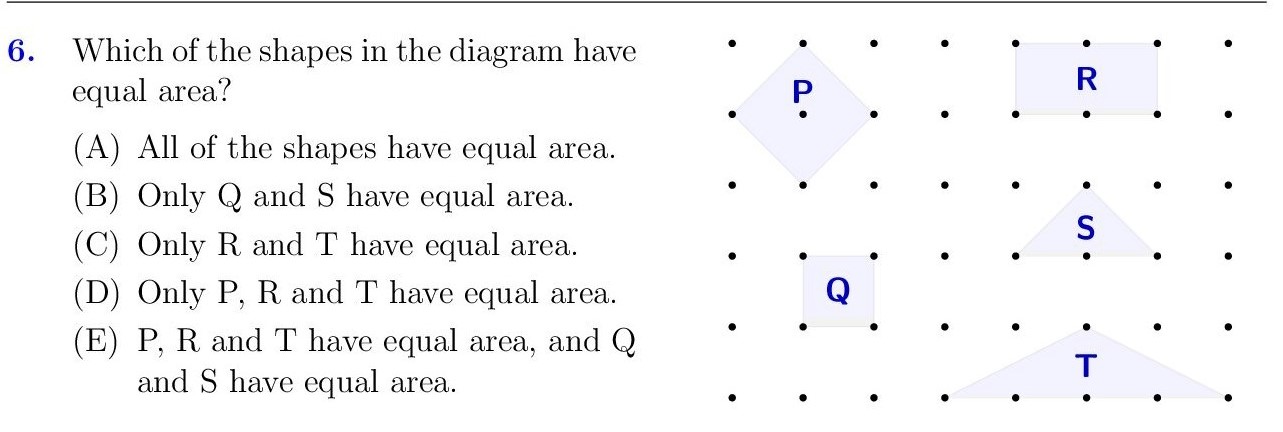 6. Which of the shapes in the diagram have
equal area?
(A) All of the shapes have equal area.
(B) Only Q and S have equal area.
(C) Only R and T have equal area.
(D) Only P, R and T have equal area.
(E) P, R and T have equal area, and Q
and S have equal area.
P
R
S
Q
T